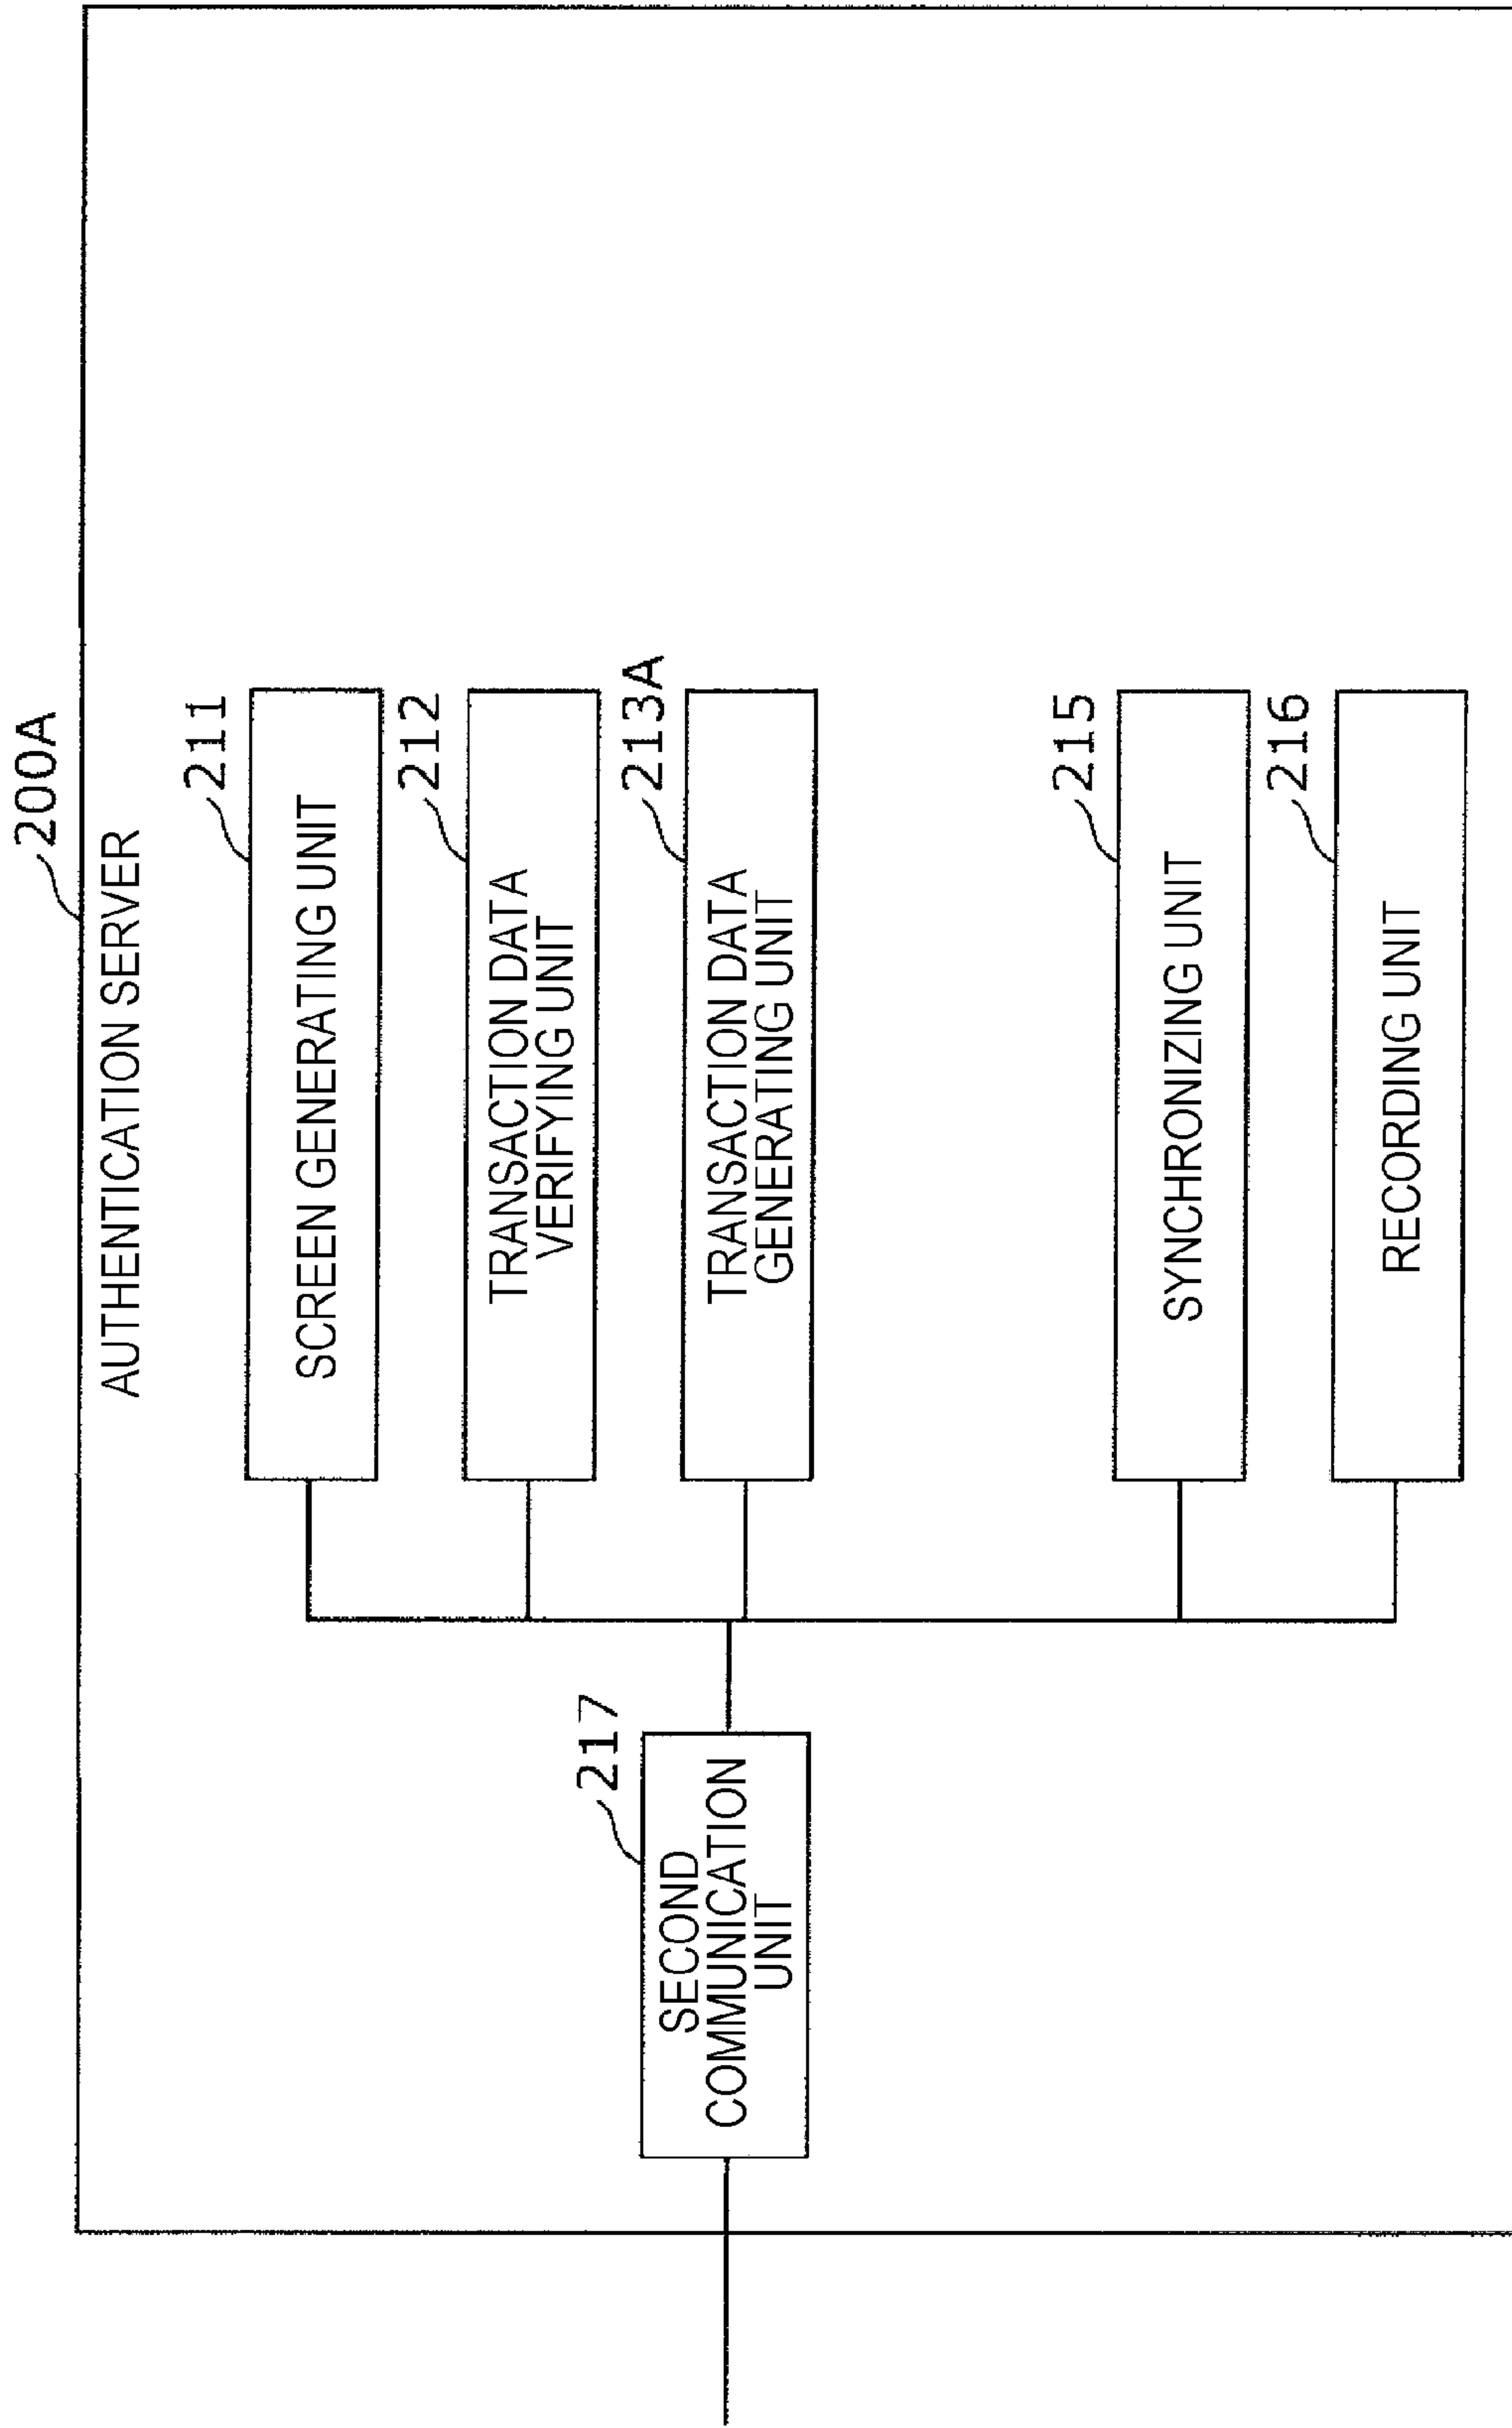 200A
AUTHENTICATION SERVER
211
SCREEN GENERATING UNIT
212
TRANSACTION DATA
VERIFYING UNIT
213A
TRANSACTION DATA
GENERATING UNIT
217
SECOND
COMMUNICATION
UNIT
215
SYNCHRONIZING UNIT
216
RECORDING UNIT